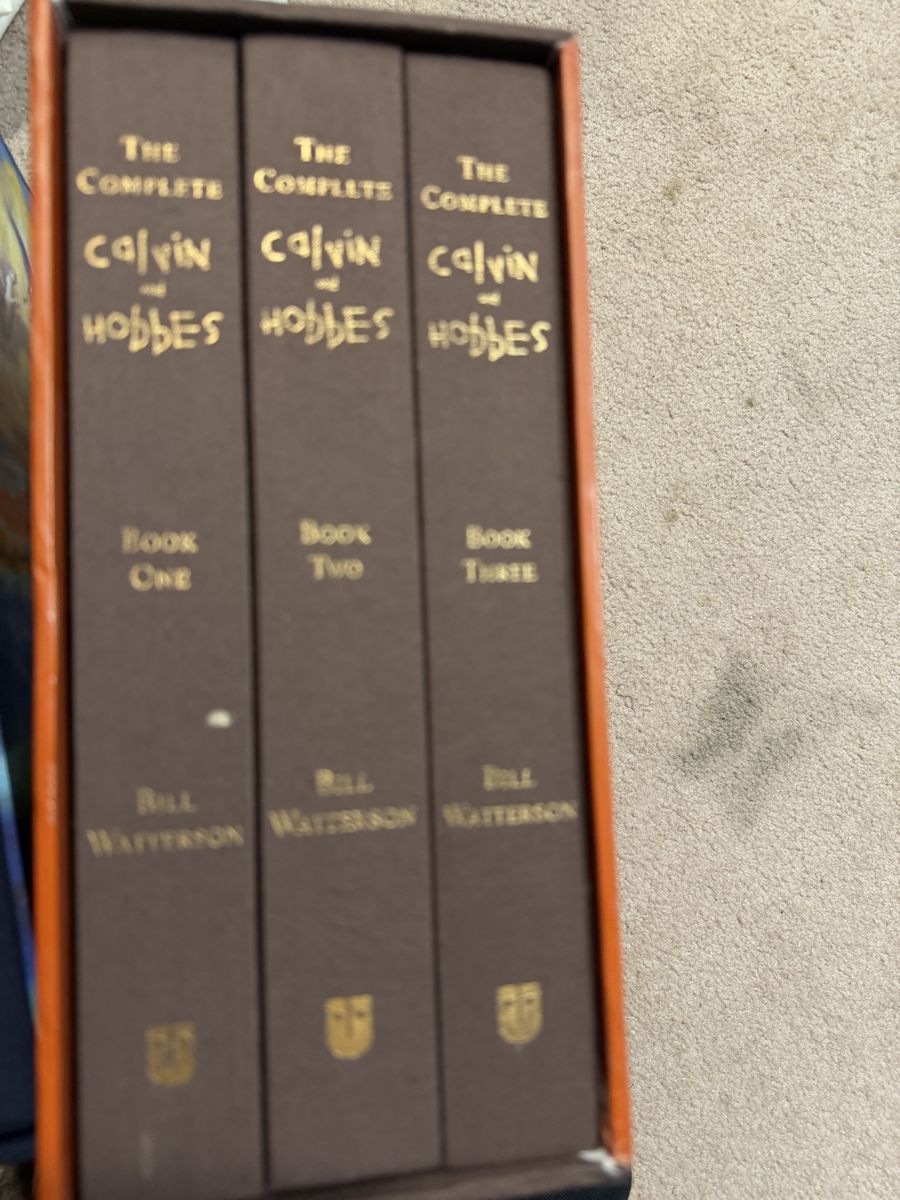 THE
COMPLETE
CalviN
and
HobbES
BOOK
ONE
BILL
WATTERSON
THE
COMPLETE
CalviN
and
HobbES
BOOK
TWO
BILL
WATTERSON
THE
COMPLETE
CalviN
and
HobbES
BOOK
THREE
BILL
WATTERSON